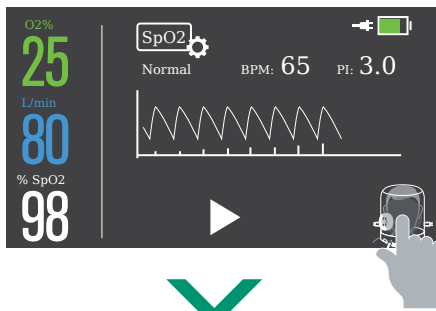 O2%
25
L/min
80
% SpO2
98
SpO2
Normal BPM: 65 PI: 3.0